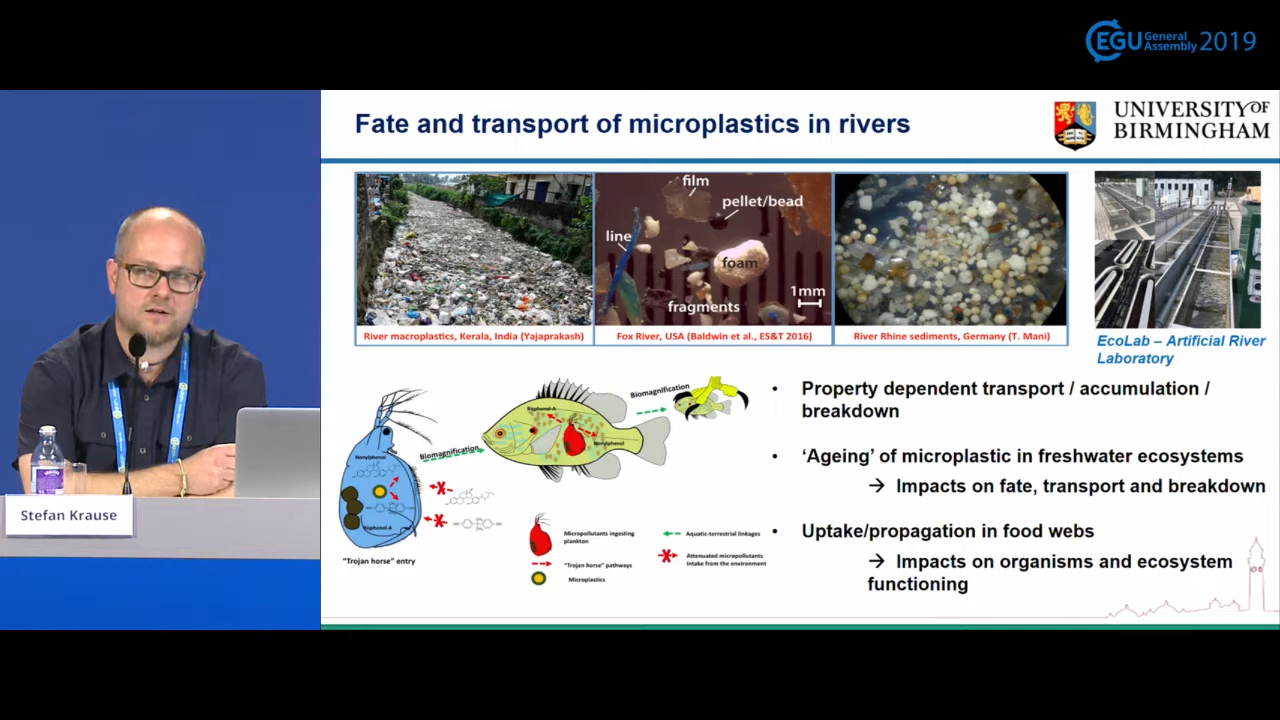 EGU General Assembly 2019
Fate and transport of microplastics in rivers
UNIVERSITY OF
BIRMINGHAM
film
pellet/bead
line
foam
1mm
fragments
River macroplastics, Kerala, India (Yajaprakash)
Fox River, USA (Baldwin et al., ES&T 2016)
River Rhine sediments, Germany (T. Mani)
EcoLab – Artificial River
Laboratory
Stefan Krause
Nonylphenol
Bisphenol-A
"Trojan horse" entry
Biomagnification
Bisphenol-A
Nonylphenol
Biomagnification
Micropollutants ingesting
plankton
"Trojan horse" pathways
Microplastics
Aquatic-terrestrial linkages
Attenuated micropollutants
intake from the environment
• Property dependent transport / accumulation /
breakdown
• ‘Ageing’ of microplastic in freshwater ecosystems
→ Impacts on fate, transport and breakdown
• Uptake/propagation in food webs
→ Impacts on organisms and ecosystem
functioning